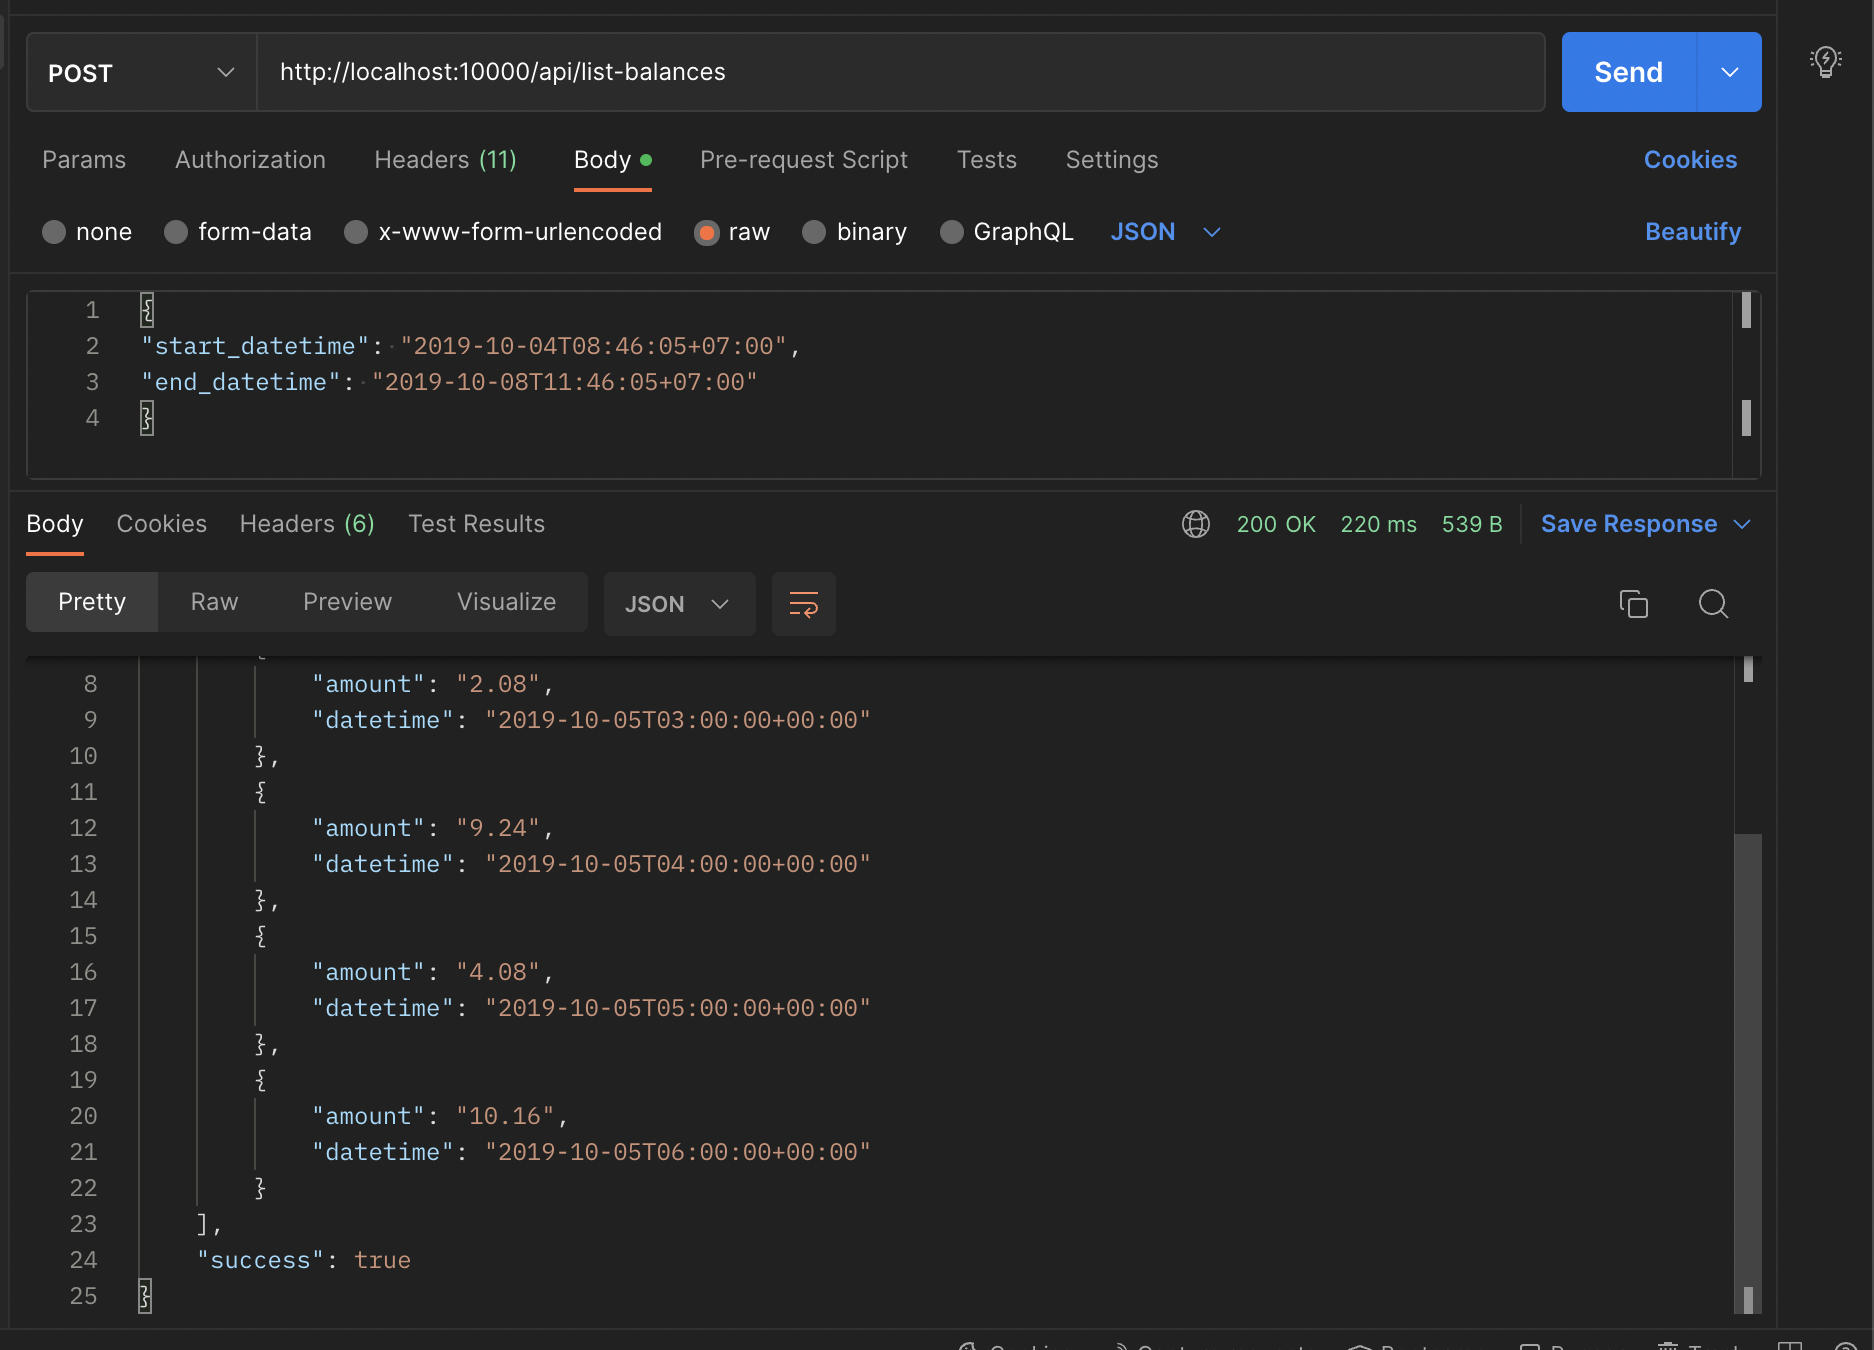 POST http://localhost:10000/api/list-balances Send
Params Authorization Headers (11) Body Pre-request Script Tests Settings Cookies
none form-data x-www-form-urlencoded raw binary GraphQL JSON Beautify
1 {
2 "start_datetime": "2019-10-04T08:46:05+07:00",
3 "end_datetime": "2019-10-08T11:46:05+07:00"
4 }
Body Cookies Headers (6) Test Results 200 OK 220 ms 539 B Save Response
Pretty Raw Preview Visualize JSON
8 "amount": "2.08",
9 "datetime": "2019-10-05T03:00:00+00:00"
10 },
11 {
12 "amount": "9.24",
13 "datetime": "2019-10-05T04:00:00+00:00"
14 },
15 {
16 "amount": "4.08",
17 "datetime": "2019-10-05T05:00:00+00:00"
18 },
19 {
20 "amount": "10.16",
21 "datetime": "2019-10-05T06:00:00+00:00"
22 }
23 ],
24 "success": true
25 }